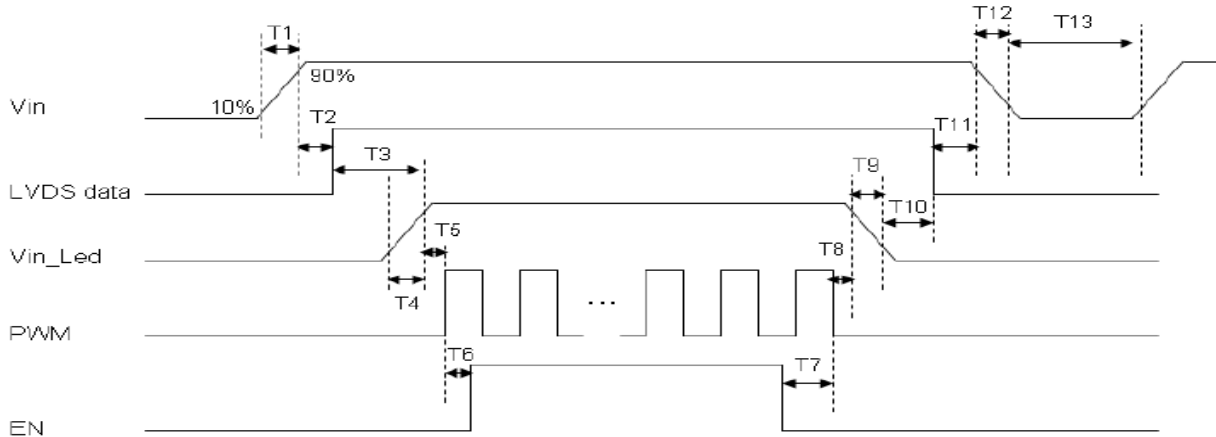 T1
T12
T13
90%
Vin
10%
T2
T11
T3
T9
LVDS data
T10
T5
Vin_Led
T8
T4
...
PWM
T6
T7
EN